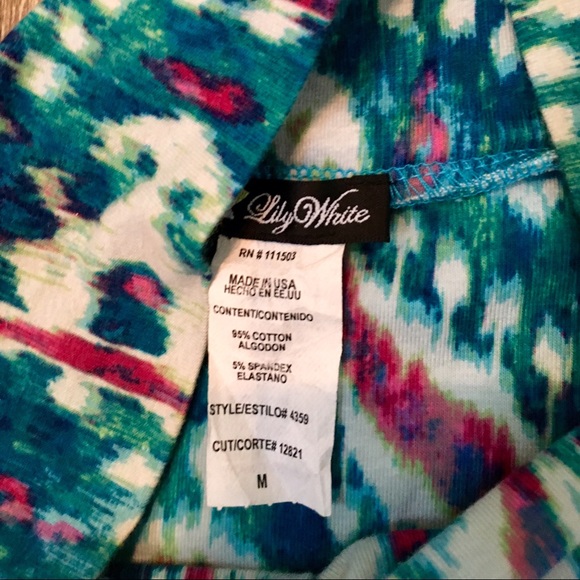 Lily White
RN # 111503
MADE IN USA
HECHO EN EE.UU
CONTENT/CONTENIDO
95% COTTON
ALGODON
5% SPANDEX
ELASTANO
STYLE/ESTILO# 4359
CUT/CORTE# 12821
M